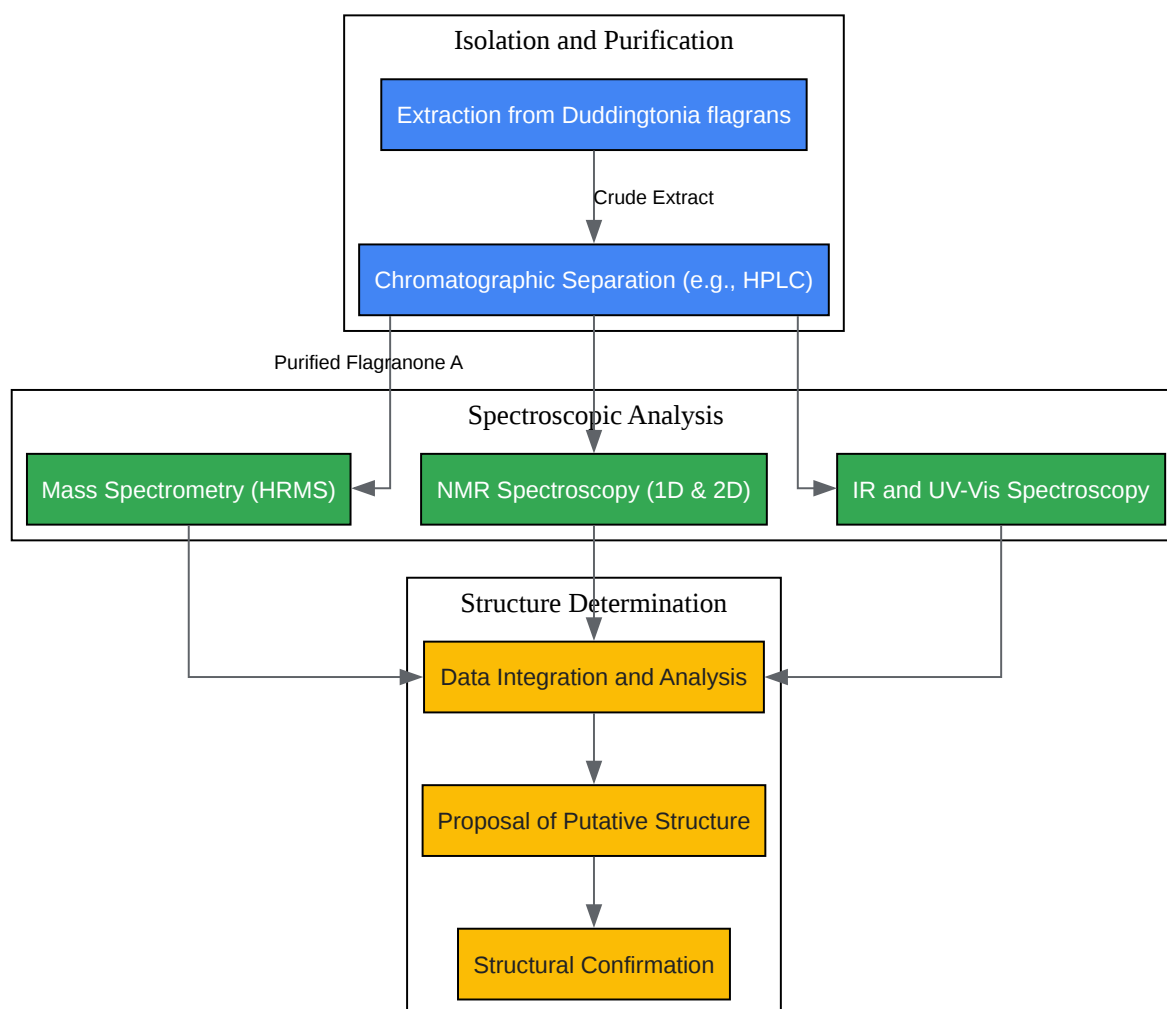 Isolation and Purification
Extraction from Duddingtonia flagrans
Crude Extract
Chromatographic Separation (e.g., HPLC)
Purified Flagranone A
Spectroscopic Analysis
Mass Spectrometry (HRMS)
NMR Spectroscopy (1D & 2D)
IR and UV-Vis Spectroscopy
Structure Determination
Data Integration and Analysis
Proposal of Putative Structure
Structural Confirmation